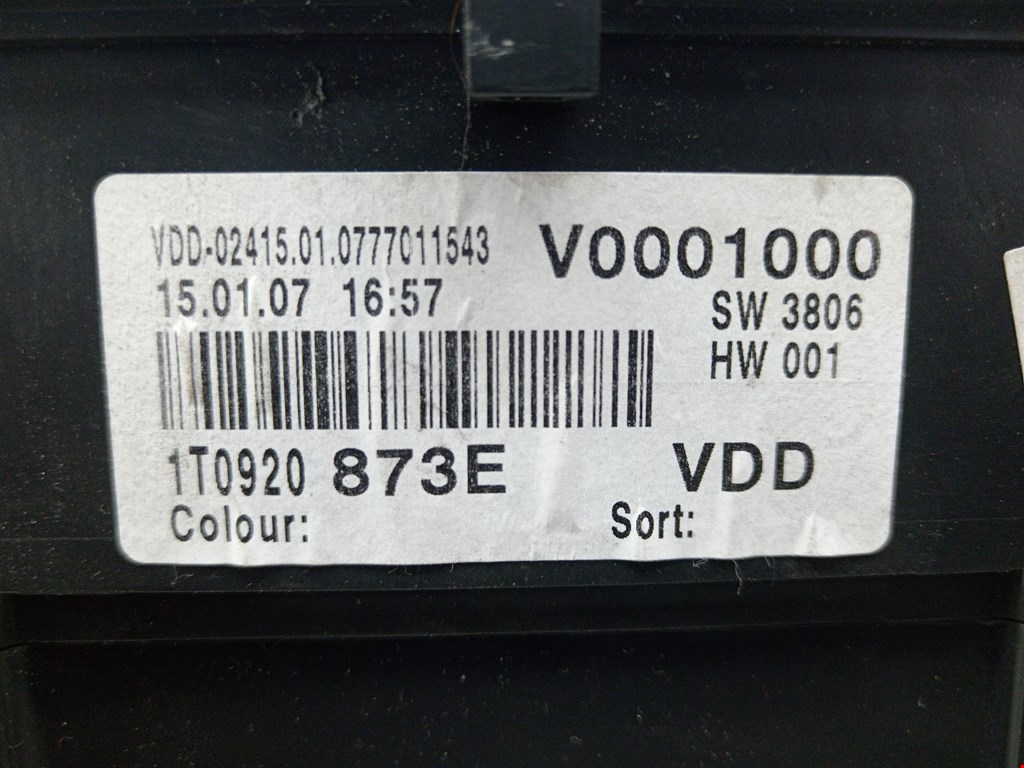 VDD-02415.01.0777011543 V0001000
15.01.07 16:57 SW 3806
HW 001
1T0920 873E VDD
Colour: Sort: